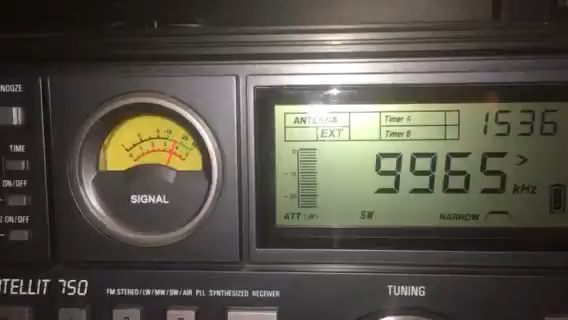 NOOZE
TIME
ON/OFF
2 ON/OFF
SIGNAL
ANTENNA
EXT
Timer A
Timer B
1536
9965 > kHz
ATT
SW
NARROW
TELLIT 750
FM STEREO/LW/MW/SW/AIR PLL SYNTHESIZED RECEIVER
TUNING